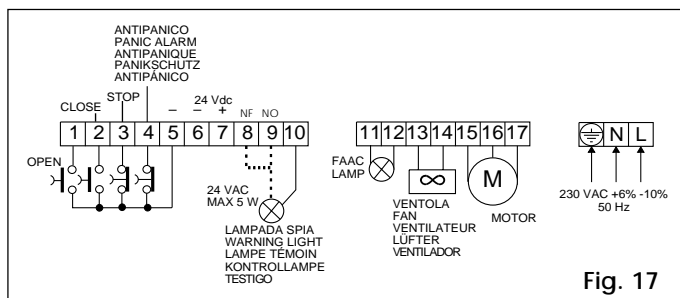 ANTIPANICO
PANIC ALARM
ANTIPANIQUE
PANIKSCHUTZ
ANTIPÁNICO
STOP
CLOSE
– – 24 Vdc +
NF NO
1 2 3 4 5 6 7 8 9 10
11 12 13 14 15 16 17
N L
OPEN
FAAC
LAMP
M
MOTOR
24 VAC
MAX 5 W
230 VAC +6% -10%
50 Hz
LAMPADA SPIA
WARNING LIGHT
LAMPE TÉMOIN
KONTROLLAMPE
TESTIGO
VENTOLA
FAN
VENTILATEUR
LÜFTER
VENTILADOR
Fig. 17